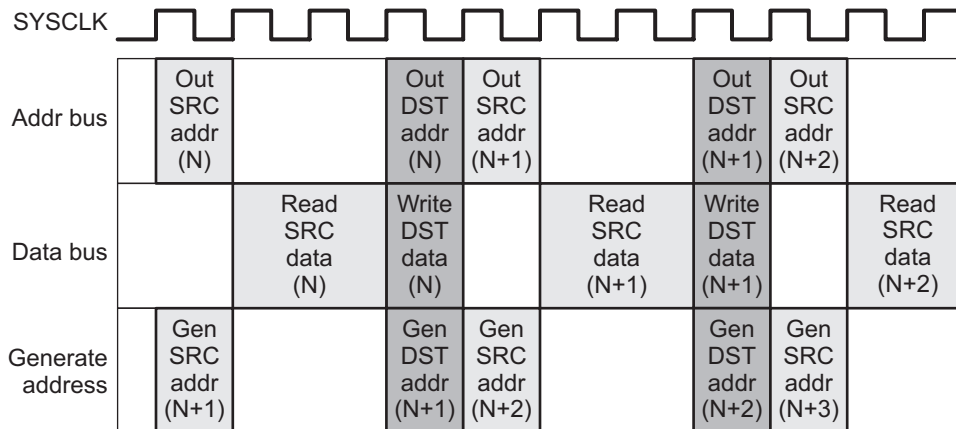 SYSCLK
Addr bus
Out
SRC
addr
(N)
Out
DST
addr
(N)
Out
SRC
addr
(N+1)
Out
DST
addr
(N+1)
Out
SRC
addr
(N+2)
Data bus
Read
SRC
data
(N)
Write
DST
data
(N)
Read
SRC
data
(N+1)
Write
DST
data
(N+1)
Read
SRC
data
(N+2)
Generate
address
Gen
SRC
addr
(N+1)
Gen
DST
addr
(N+1)
Gen
SRC
addr
(N+2)
Gen
DST
addr
(N+2)
Gen
SRC
addr
(N+3)